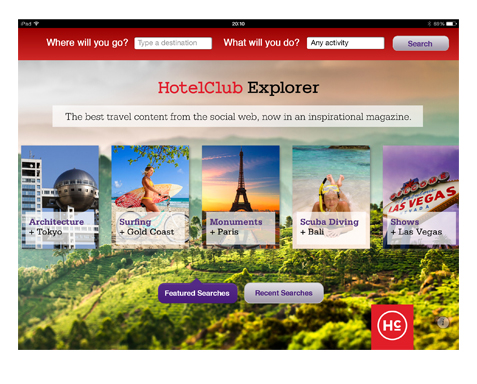 iPad
20:10
99 %
Where will you go?
Type a destination
What will you do?
Any activity
Search
HotelClub Explorer
The best travel content from the social web, now in an inspirational magazine.
Architecture
+ Tokyo
Surfing
+ Gold Coast
Monuments
+ Paris
Scuba Diving
+ Bali
LAS VEGAS
Shows
+ Las Vegas
Featured Searches
Recent Searches
Hc